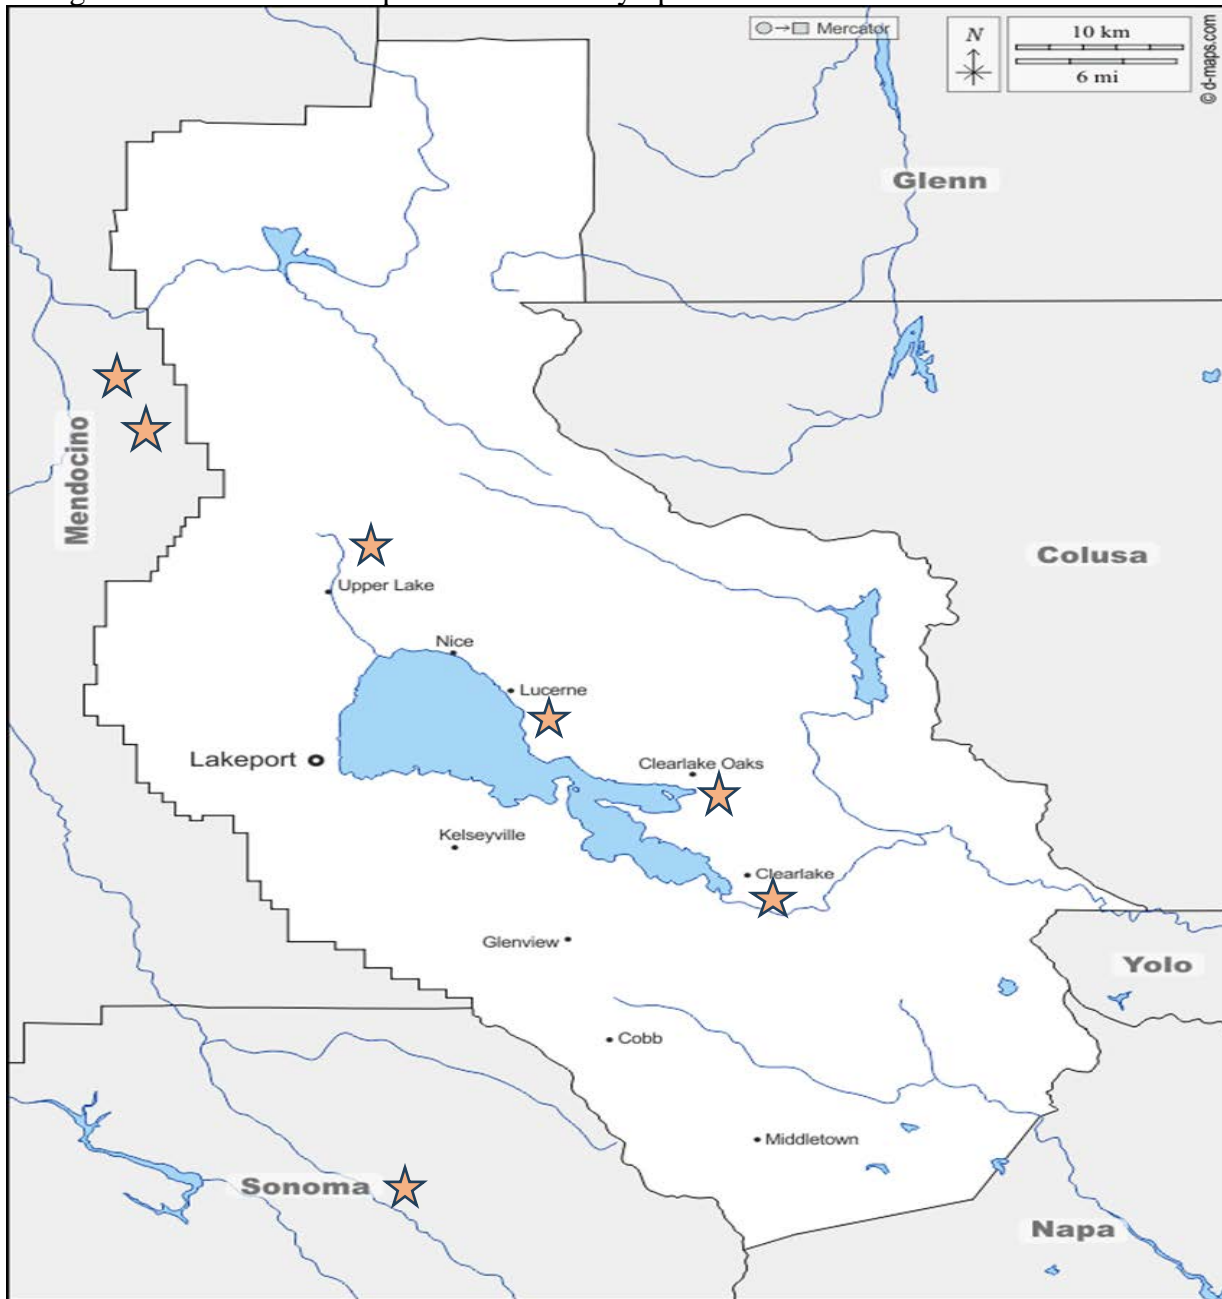 Mercator
N
10 km
6 mi
© d-maps.com
Glenn
Mendocino
Colusa
Upper Lake
Nice
Lucerne
Lakeport
Clearlake Oaks
Kelseyville
Clearlake
Glenview
Yolo
Cobb
Middletown
Sonoma
Napa